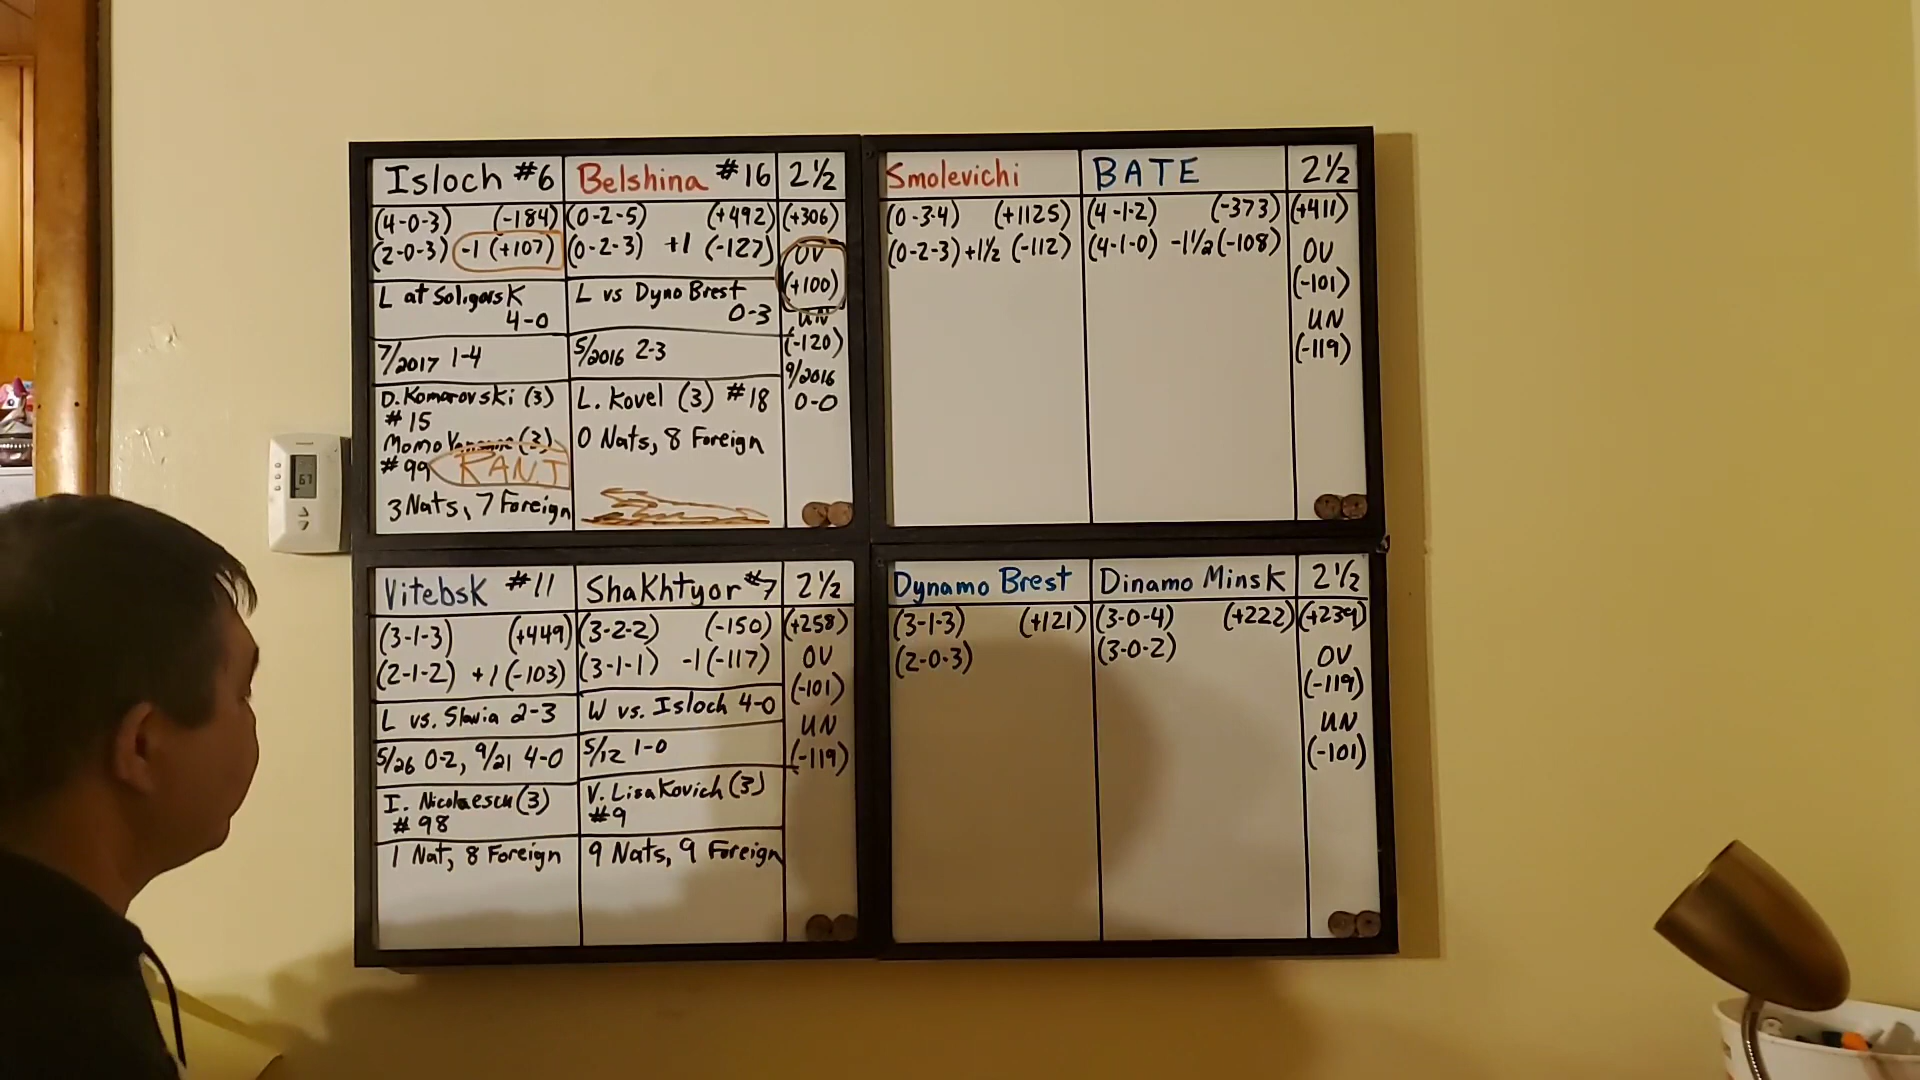 Isloch #6
(4-0-3) (-184)
(2-0-3) -1 (+107)
L at Soligorsk
4-0
7/2017 1-4
D. Komarovski (3)
#15
Momo (3)
#99 RANT
3 Nats, 7 Foreign
Belshina #16
(0-2-5) (+492)
(0-2-3) +1 (-127)
L vs Dyno Brest
0-3
5/2016 2-3
L. Kovel (3) #18
0 Nats, 8 Foreign
2½
(+306)
OV
(+100)
UN
(-120)
9/2016
0-0
Smolevichi
(0-3-4) (+1125)
(0-2-3) +1½ (-112)
BATE
(4-1-2) (-373)
(4-1-0) -1½ (-108)
2½
(+411)
OV
(-101)
UN
(-119)
Vitebsk #11
(3-1-3) (+449)
(2-1-2) +1 (-103)
L vs. Slavia 2-3
5/26 0-2, 9/21 4-0
I. Nicolaescu (3)
#98
1 Nat, 8 Foreign
Shakhtyor #7
(3-2-2) (-150)
(3-1-1) -1 (-117)
W vs. Isloch 4-0
5/12 1-0
V. Lisakovich (3)
#9
9 Nats, 9 Foreign
2½
(+258)
OV
(-101)
UN
(-119)
Dynamo Brest
(3-1-3) (+121)
(2-0-3)
Dinamo Minsk
(3-0-4) (+222)
(3-0-2)
2½
(+239)
OV
(-119)
UN
(-101)
67